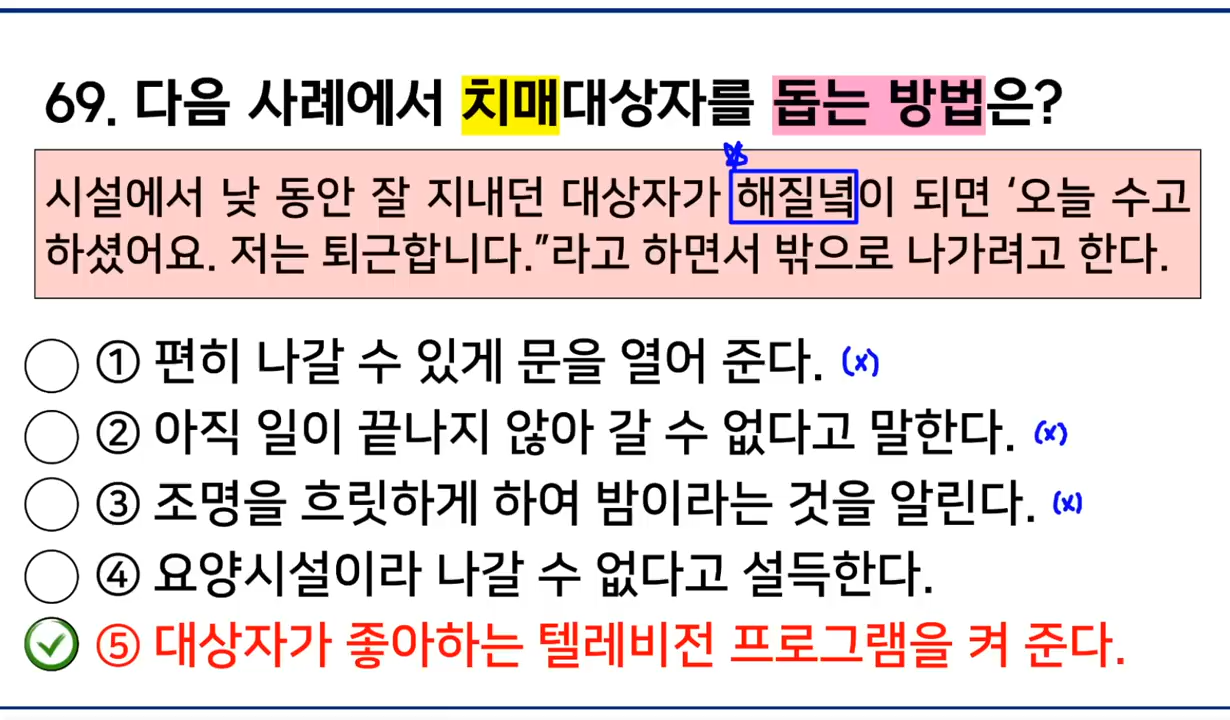 69. 다음 사례에서 치매대상자를 돕는 방법은?
시설에서 낮 동안 잘 지내던 대상자가 해질녘이 되면 ‘오늘 수고
하셨어요. 저는 퇴근합니다.”라고 하면서 밖으로 나가려고 한다.
① 편히 나갈 수 있게 문을 열어 준다. (x)
② 아직 일이 끝나지 않아 갈 수 없다고 말한다. (x)
③ 조명을 흐릿하게 하여 밤이라는 것을 알린다. (x)
④ 요양시설이라 나갈 수 없다고 설득한다.
⑤ 대상자가 좋아하는 텔레비전 프로그램을 켜 준다.